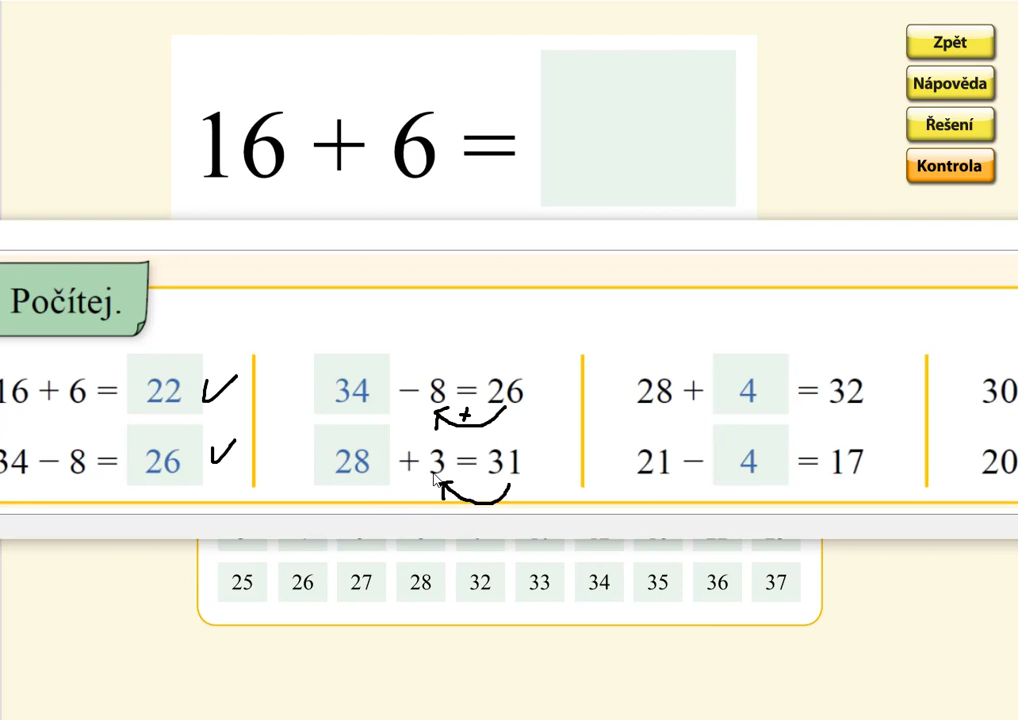 Zpět
16 + 6 =
Nápověda
Řešení
Kontrola
Počítej.
16 + 6 = 22 34 − 8 = 26 28 + 4 = 32 30
+
34 − 8 = 26 28 + 3 = 31 21 − 4 = 17 20
25 26 27 28 32 33 34 35 36 37